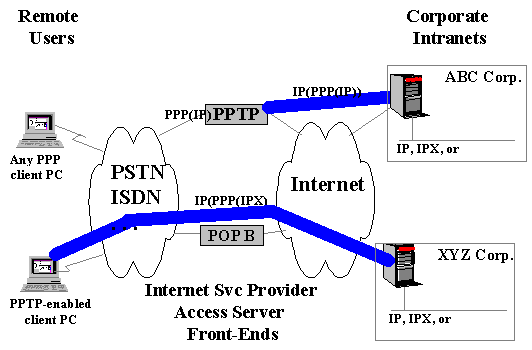 Remote
Users
Corporate
Intranets
ABC Corp.
IP(PPP(IP))
PPP(IP)
PPTP
IP, IPX, or
Any PPP
client PC
PSTN
ISDN
Internet
IP(PPP(IPX)
POP B
XYZ Corp.
PPTP-enabled
client PC
Internet Svc Provider
Access Server
Front-Ends
IP, IPX, or